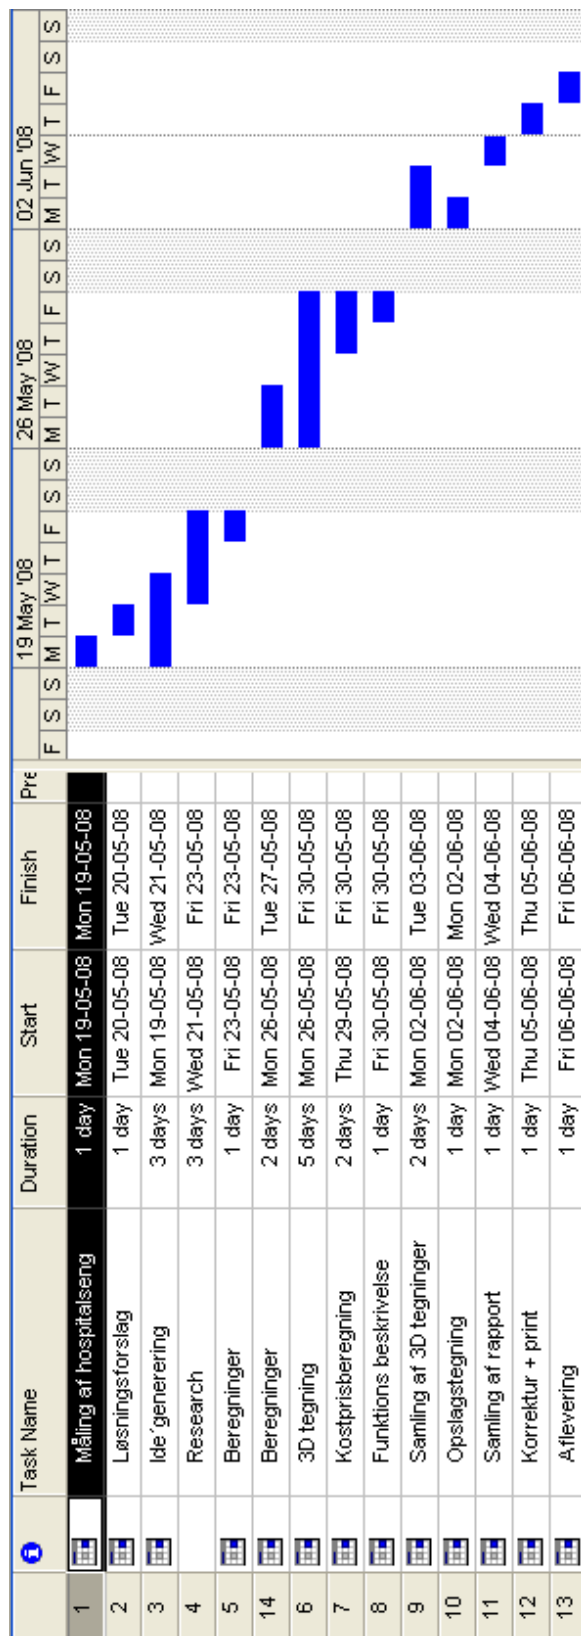 Task Name Duration Start Finish Pre 19 May '08 26 May '08 02 Jun '08
F S S M T W T F S S M T W T F S S M T W T F S S
1 Måling af hospitalseng 1 day Mon 19-05-08 Mon 19-05-08
2 Løsningsforslag 1 day Tue 20-05-08 Tue 20-05-08
3 Ide´generering 3 days Mon 19-05-08 Wed 21-05-08
4 Research 3 days Wed 21-05-08 Fri 23-05-08
5 Beregninger 1 day Fri 23-05-08 Fri 23-05-08
14 Beregninger 2 days Mon 26-05-08 Tue 27-05-08
6 3D tegning 5 days Mon 26-05-08 Fri 30-05-08
7 Kostprisberegning 2 days Thu 29-05-08 Fri 30-05-08
8 Funktions beskrivelse 1 day Fri 30-05-08 Fri 30-05-08
9 Samling af 3D tegninger 2 days Mon 02-06-08 Tue 03-06-08
10 Opslagstegning 1 day Mon 02-06-08 Mon 02-06-08
11 Samling af rapport 1 day Wed 04-06-08 Wed 04-06-08
12 Korrektur + print 1 day Thu 05-06-08 Thu 05-06-08
13 Aflevering 1 day Fri 06-06-08 Fri 06-06-08